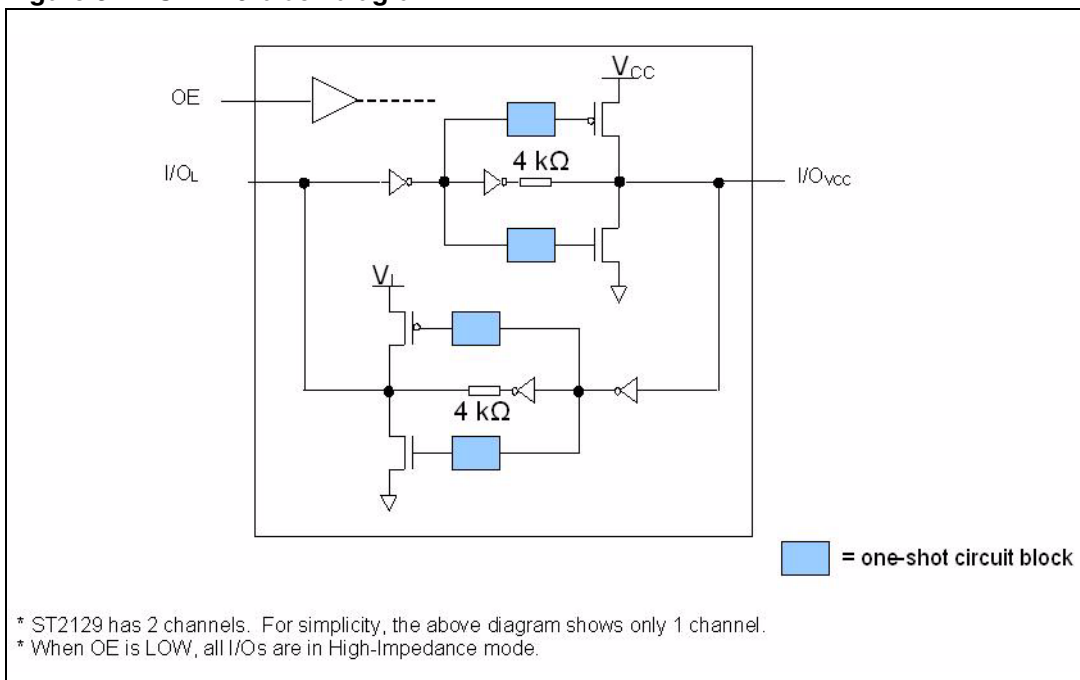 VCC
OE
4 kΩ
I/OL
I/OVCC
VL
4 kΩ
= one-shot circuit block
* ST2129 has 2 channels. For simplicity, the above diagram shows only 1 channel.
* When OE is LOW, all I/Os are in High-Impedance mode.